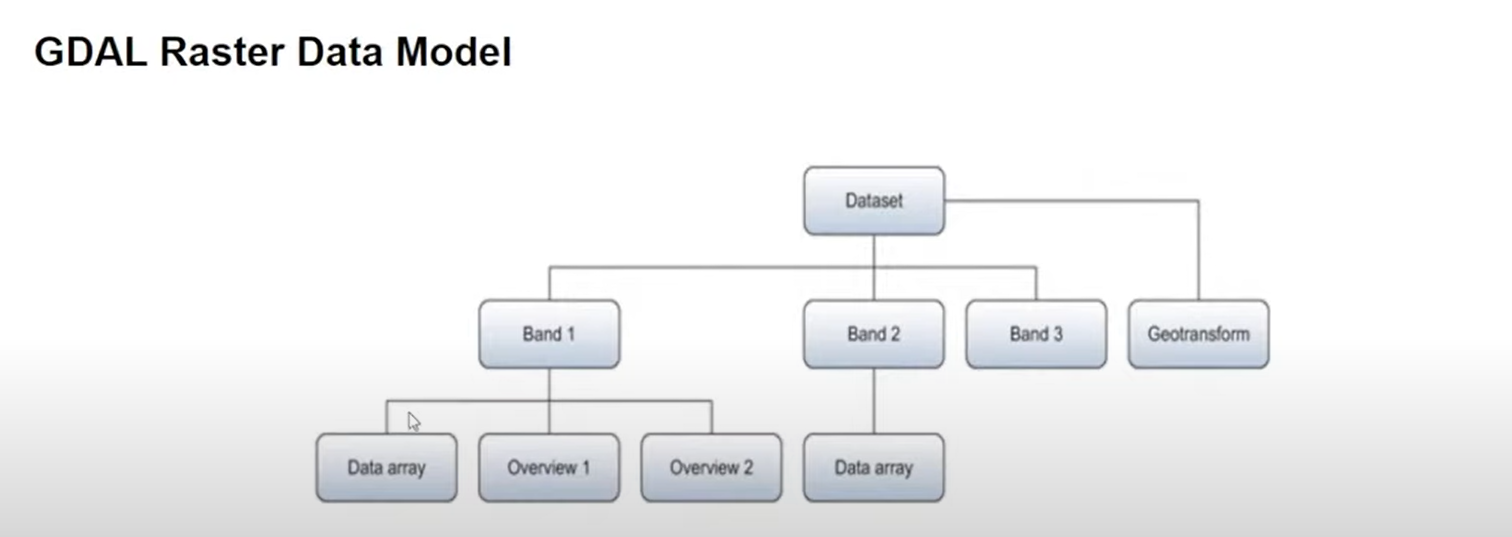 GDAL Raster Data Model
Dataset
Band 1
Band 2
Band 3
Geotransform
Data array
Overview 1
Overview 2
Data array